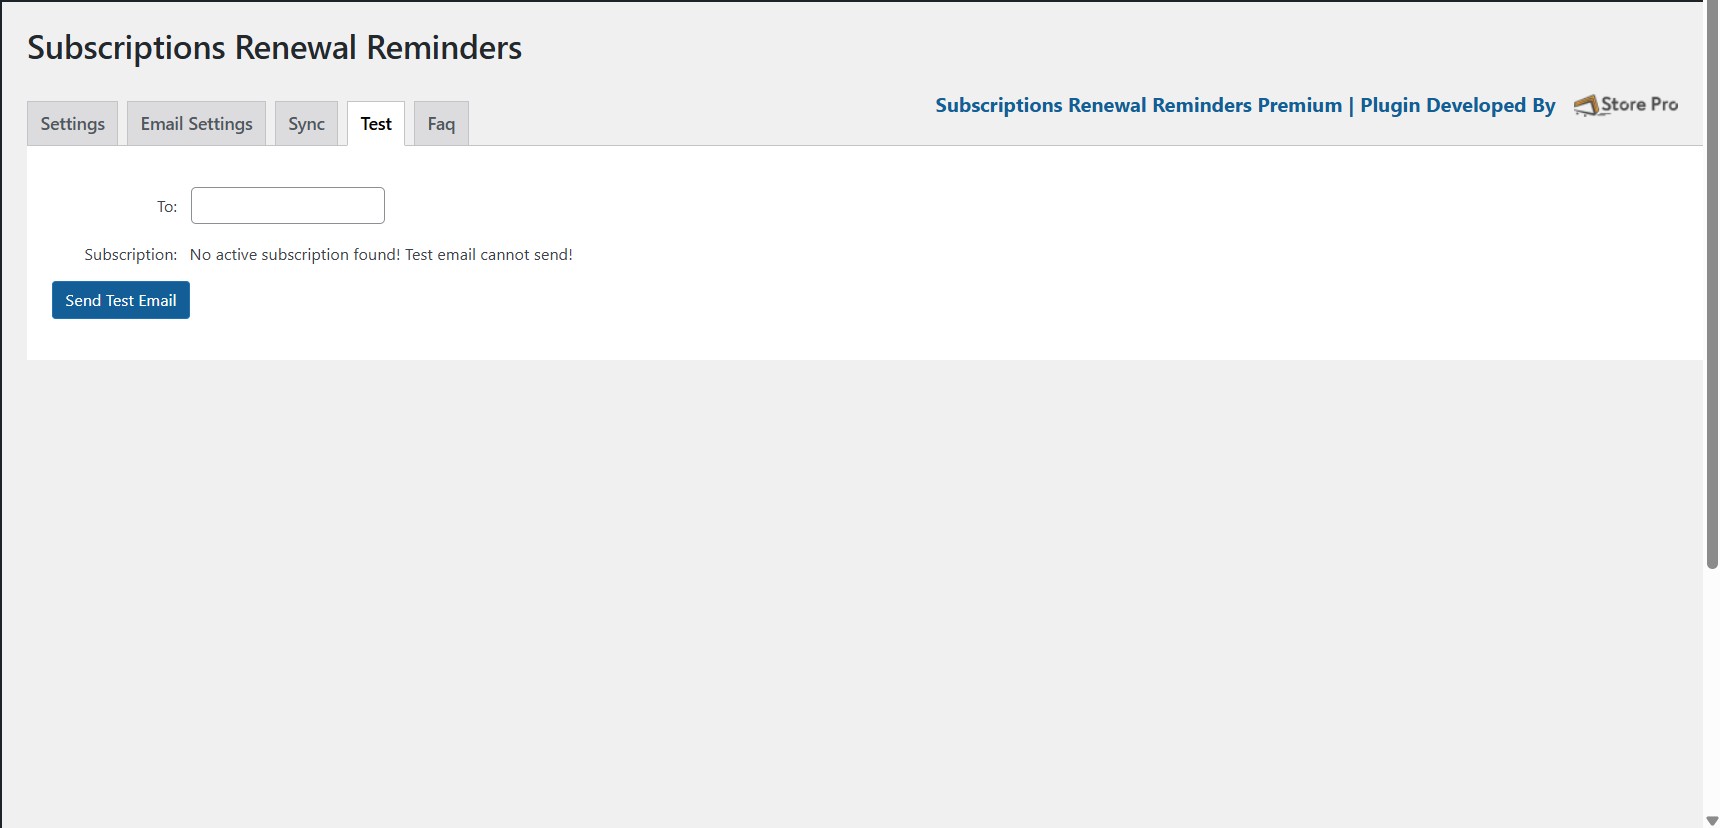 Subscriptions Renewal Reminders
Subscriptions Renewal Reminders Premium | Plugin Developed By Store Pro
Settings Email Settings Sync Test Faq
To:
Subscription: No active subscription found! Test email cannot send!
Send Test Email